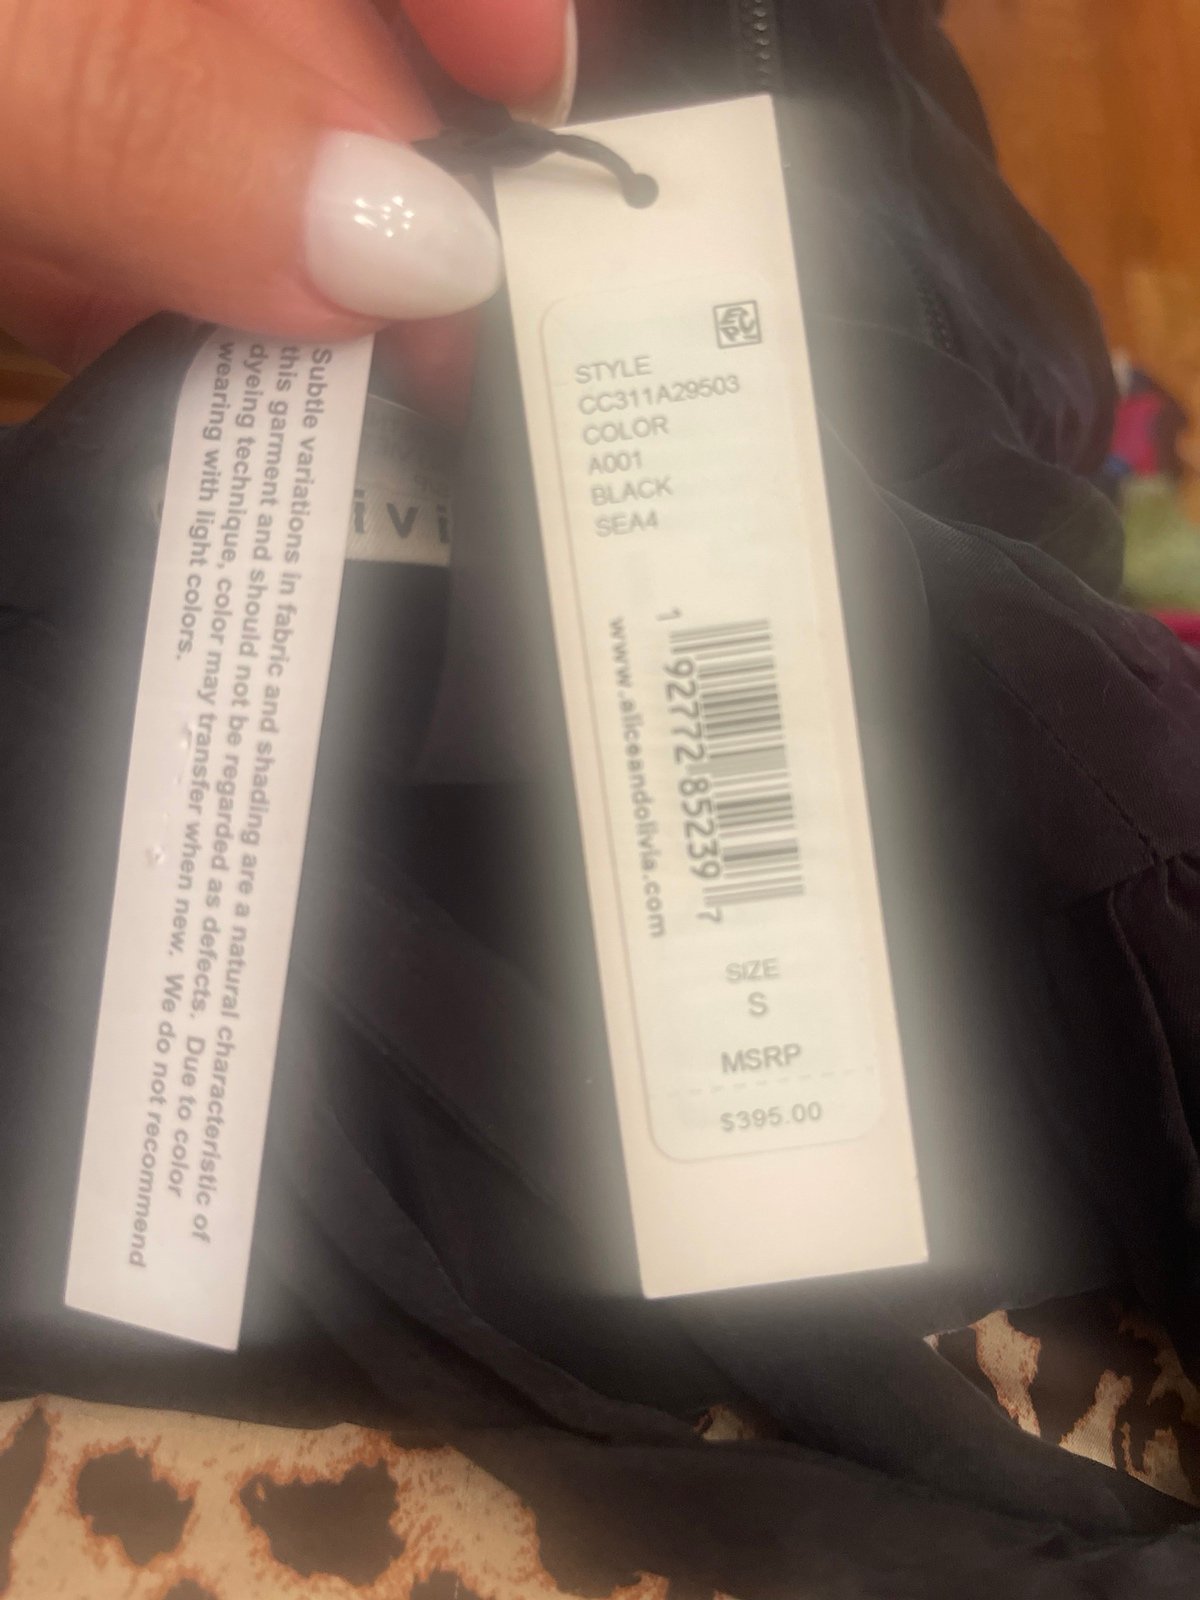 Subtle variations in fabric and shading are a natural characteristic of
this garment and should not be regarded as defects. Due to color
dyeing technique, color may transfer when new. We do not recommend
wearing with light colors.
STYLE
CC311A29503
COLOR
A001
BLACK
SEA4
1 92772 85239 7
www.aliceandolivia.com
SIZE
S
MSRP
$395.00